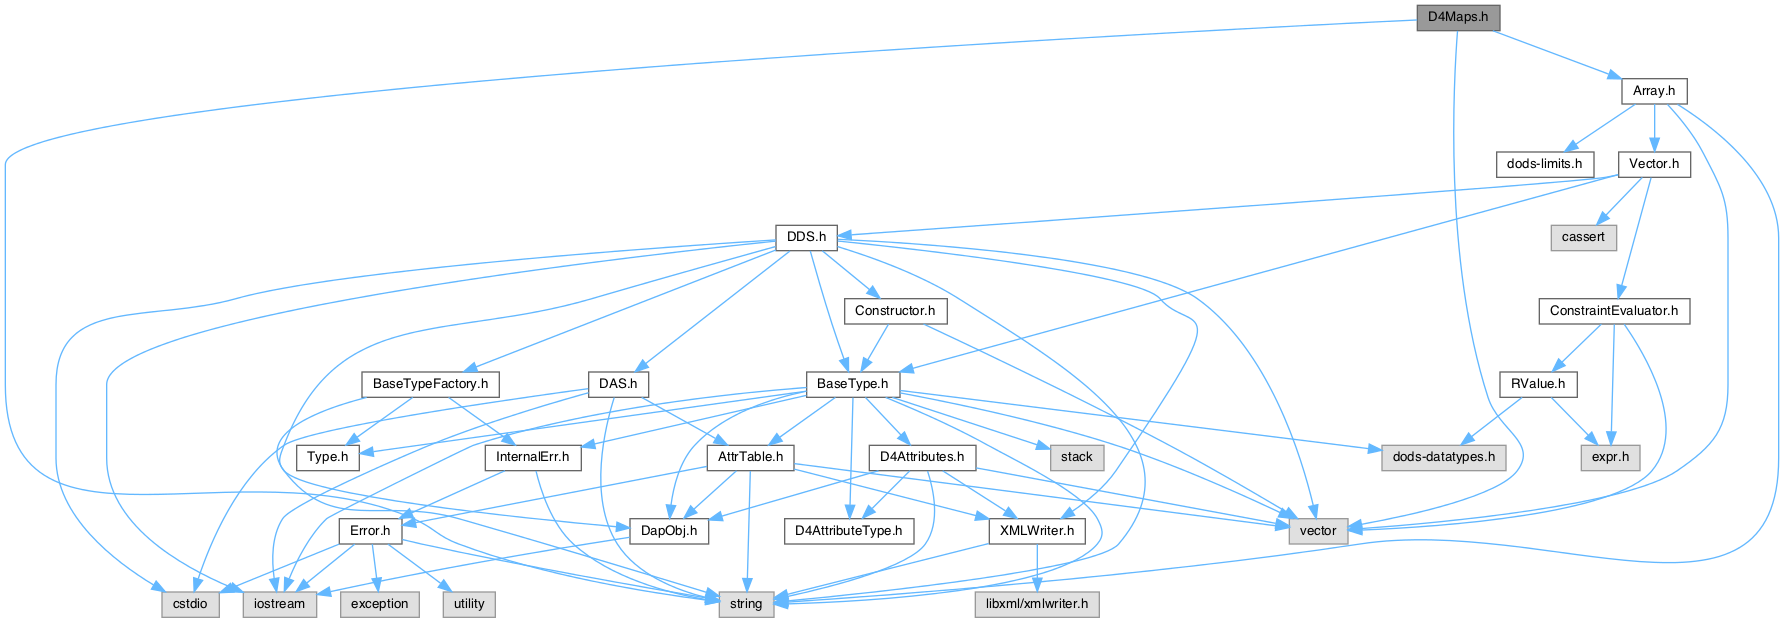 D4Maps.h
Array.h
dods-limits.h
Vector.h
DDS.h
cassert
Constructor.h
ConstraintEvaluator.h
BaseTypeFactory.h
DAS.h
BaseType.h
RValue.h
Type.h
InternalErr.h
AttrTable.h
D4Attributes.h
stack
dods-datatypes.h
expr.h
Error.h
DapObj.h
D4AttributeType.h
XMLWriter.h
vector
cstdio
iostream
exception
utility
string
libxml/xmlwriter.h